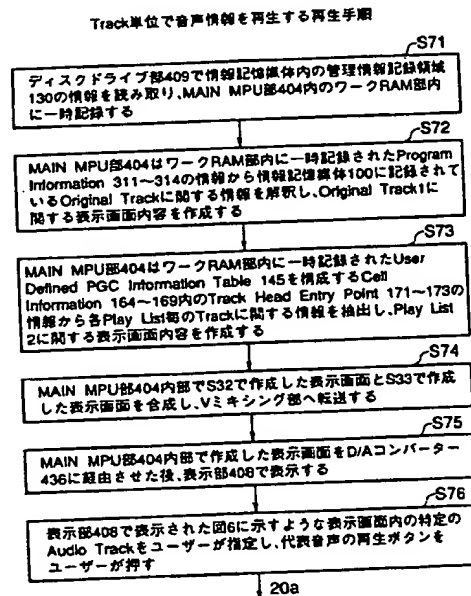 Track単位で音声情報を再生する再生手順
S71
ディスクドライブ部409で情報記憶媒体内の管理情報記録領域
130の情報を読み取り、MAIN MPU部404内のワークRAM部内
に一時記録する
S72
MAIN MPU部404はワークRAM部内に一時記録されたProgram
Information 311〜314の情報から情報記憶媒体100に記録されて
いるOriginal Trackに関する情報を解釈し、Original Track1に
関する表示画面内容を作成する
S73
MAIN MPU部404はワークRAM部内に一時記録されたUser
Defined PGC Information Table 145を構成するCell
Information 164〜169内のTrack Head Entry Point 171〜173の
情報から各Play List毎のTrackに関する情報を抽出し、Play List
2に関する表示画面内容を作成する
S74
MAIN MPU部404内部でS32で作成した表示画面とS33で作成
した表示画面を合成し、Vミキシング部へ転送する
S75
MAIN MPU部404内部で作成した表示画面をD/Aコンバーター
436に経由させた後、表示部408で表示する
S76
表示部408で表示された図6に示すような表示画面内の特定の
Audio Trackをユーザーが指定し、代表音声の再生ボタンを
ユーザーが押す
20a